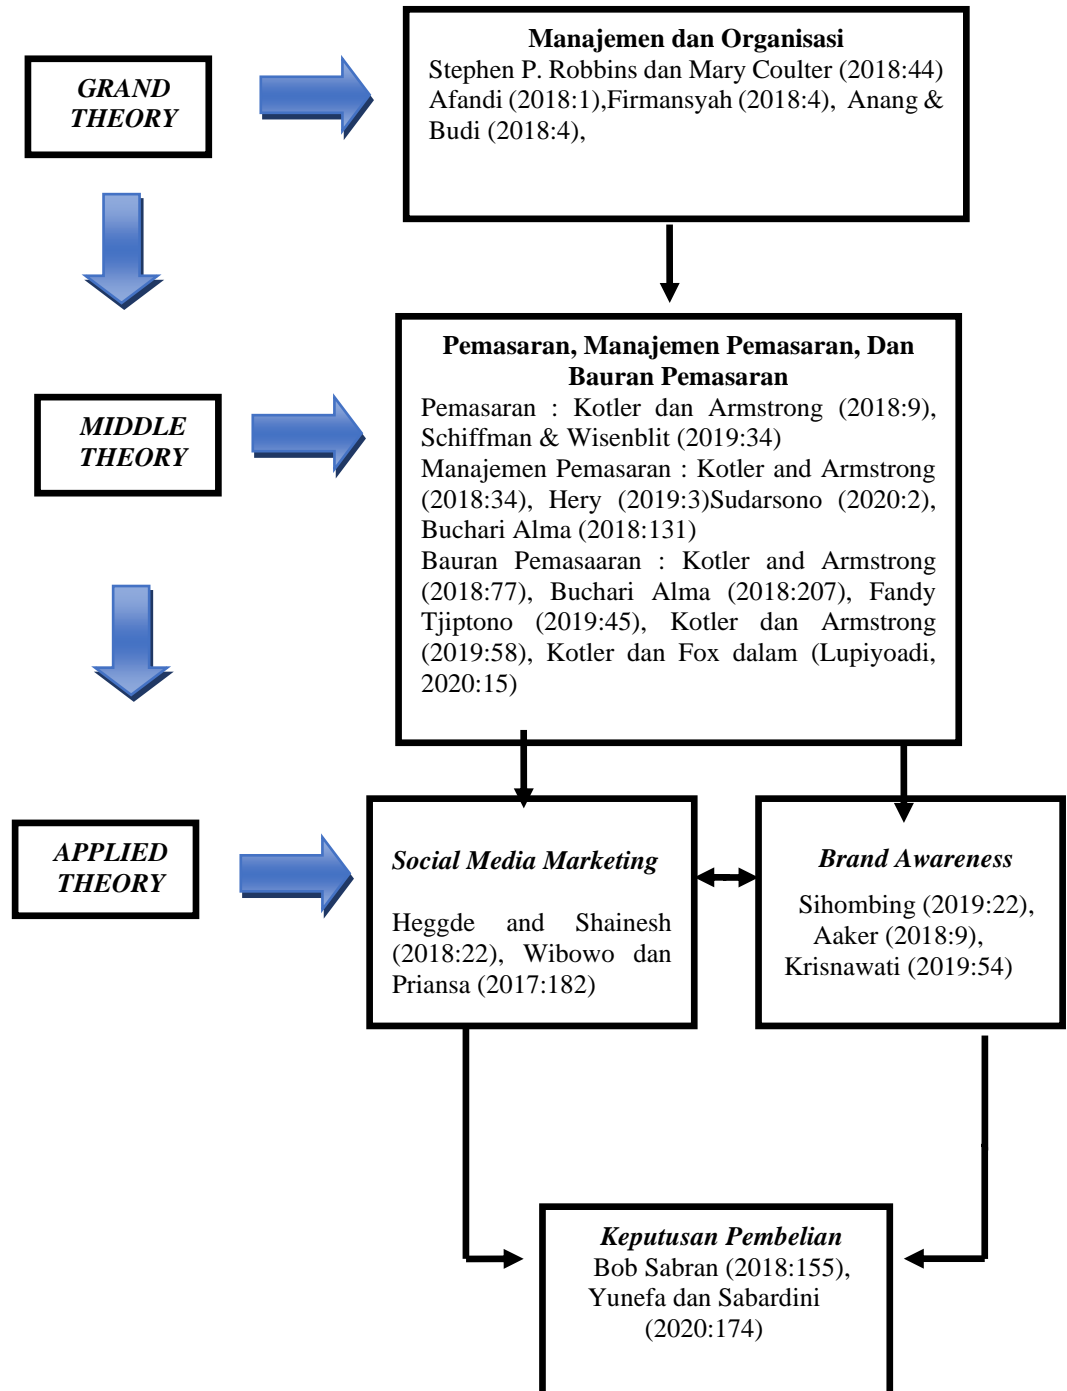 GRAND
THEORY
Manajemen dan Organisasi
Stephen P. Robbins dan Mary Coulter (2018:44)
Afandi (2018:1),Firmansyah (2018:4), Anang &
Budi (2018:4),
MIDDLE
THEORY
Pemasaran, Manajemen Pemasaran, Dan
Bauran Pemasaran
Pemasaran : Kotler dan Armstrong (2018:9),
Schiffman & Wisenblit (2019:34)
Manajemen Pemasaran : Kotler and Armstrong
(2018:34), Hery (2019:3)Sudarsono (2020:2),
Buchari Alma (2018:131)
Bauran Pemasaaran : Kotler and Armstrong
(2018:77), Buchari Alma (2018:207), Fandy
Tjiptono (2019:45), Kotler dan Armstrong
(2019:58), Kotler dan Fox dalam (Lupiyoadi,
2020:15)
APPLIED
THEORY
Social Media Marketing
Heggde and Shainesh
(2018:22), Wibowo dan
Priansa (2017:182)
Brand Awareness
Sihombing (2019:22),
Aaker (2018:9),
Krisnawati (2019:54)
Keputusan Pembelian
Bob Sabran (2018:155),
Yunefa dan Sabardini
(2020:174)